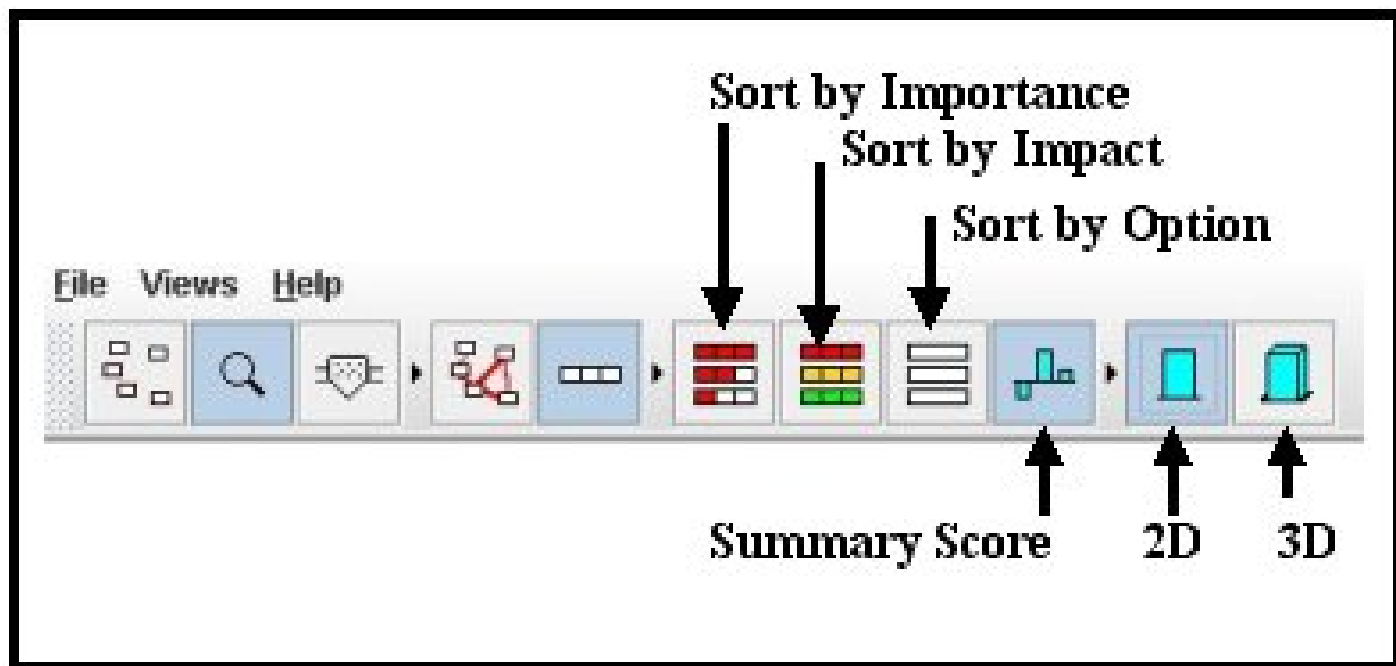 Sort by Importance
Sort by Impact
Sort by Option
File Views Help
Summary Score 2D 3D